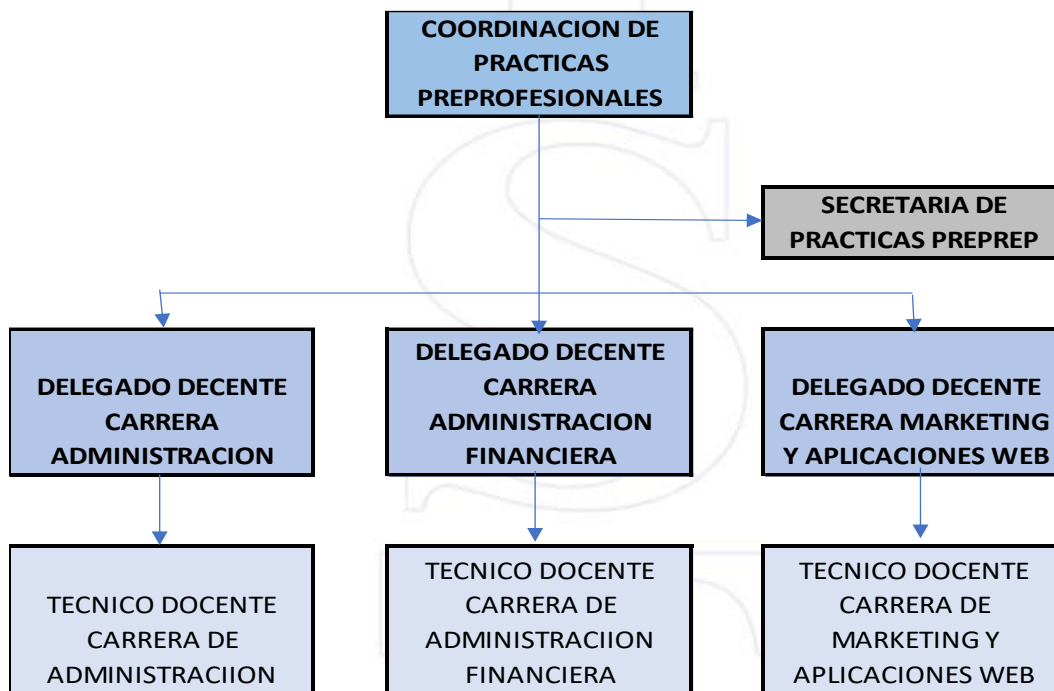 COORDINACION DE
PRACTICAS
PREPROFESIONALES
SECRETARIA DE
PRACTICAS PREPREP
DELEGADO DECENTE
CARRERA
ADMINISTRACION
DELEGADO DECENTE
CARRERA
ADMINISTRACION
FINANCIERA
DELEGADO DECENTE
CARRERA MARKETING
Y APLICACIONES WEB
TECNICO DOCENTE
CARRERA DE
ADMINISTRACIION
TECNICO DOCENTE
CARRERA DE
ADMINISTRACIION
FINANCIERA
TECNICO DOCENTE
CARRERA DE
MARKETING Y
APLICACIONES WEB